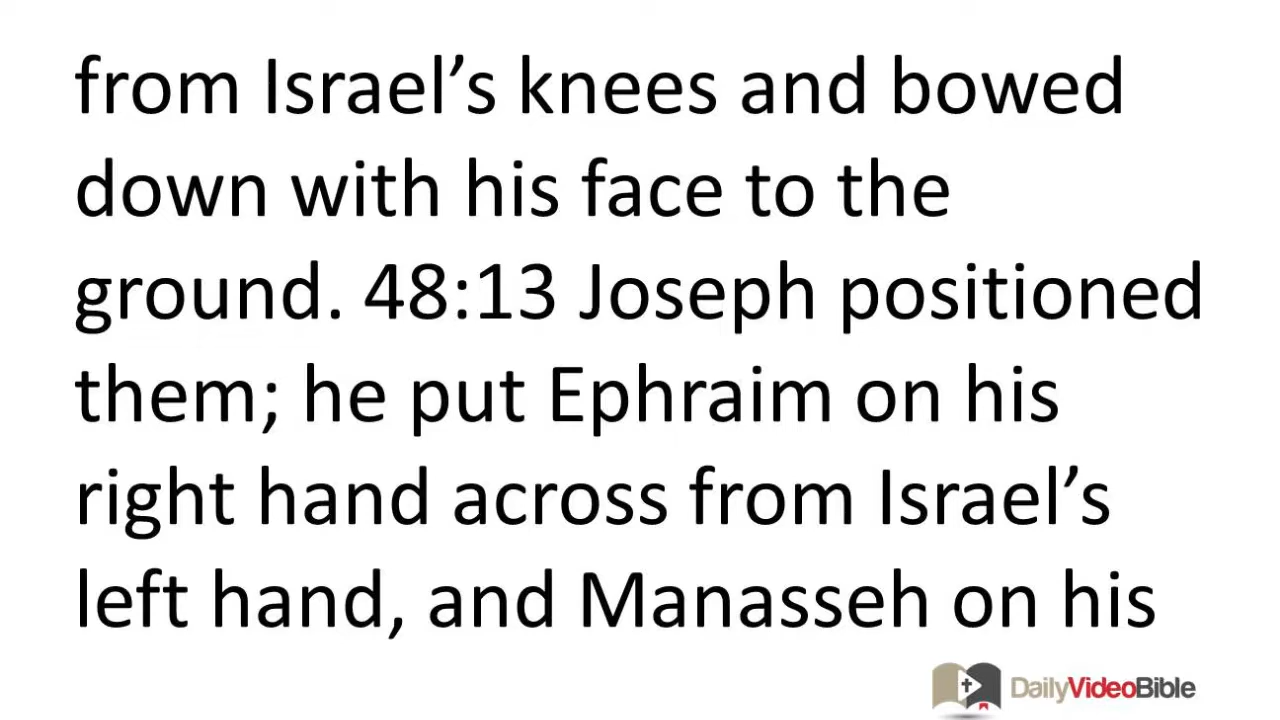 from Israel’s knees and bowed
down with his face to the
ground. 48:13 Joseph positioned
them; he put Ephraim on his
right hand across from Israel’s
left hand, and Manasseh on his
DailyVideoBible